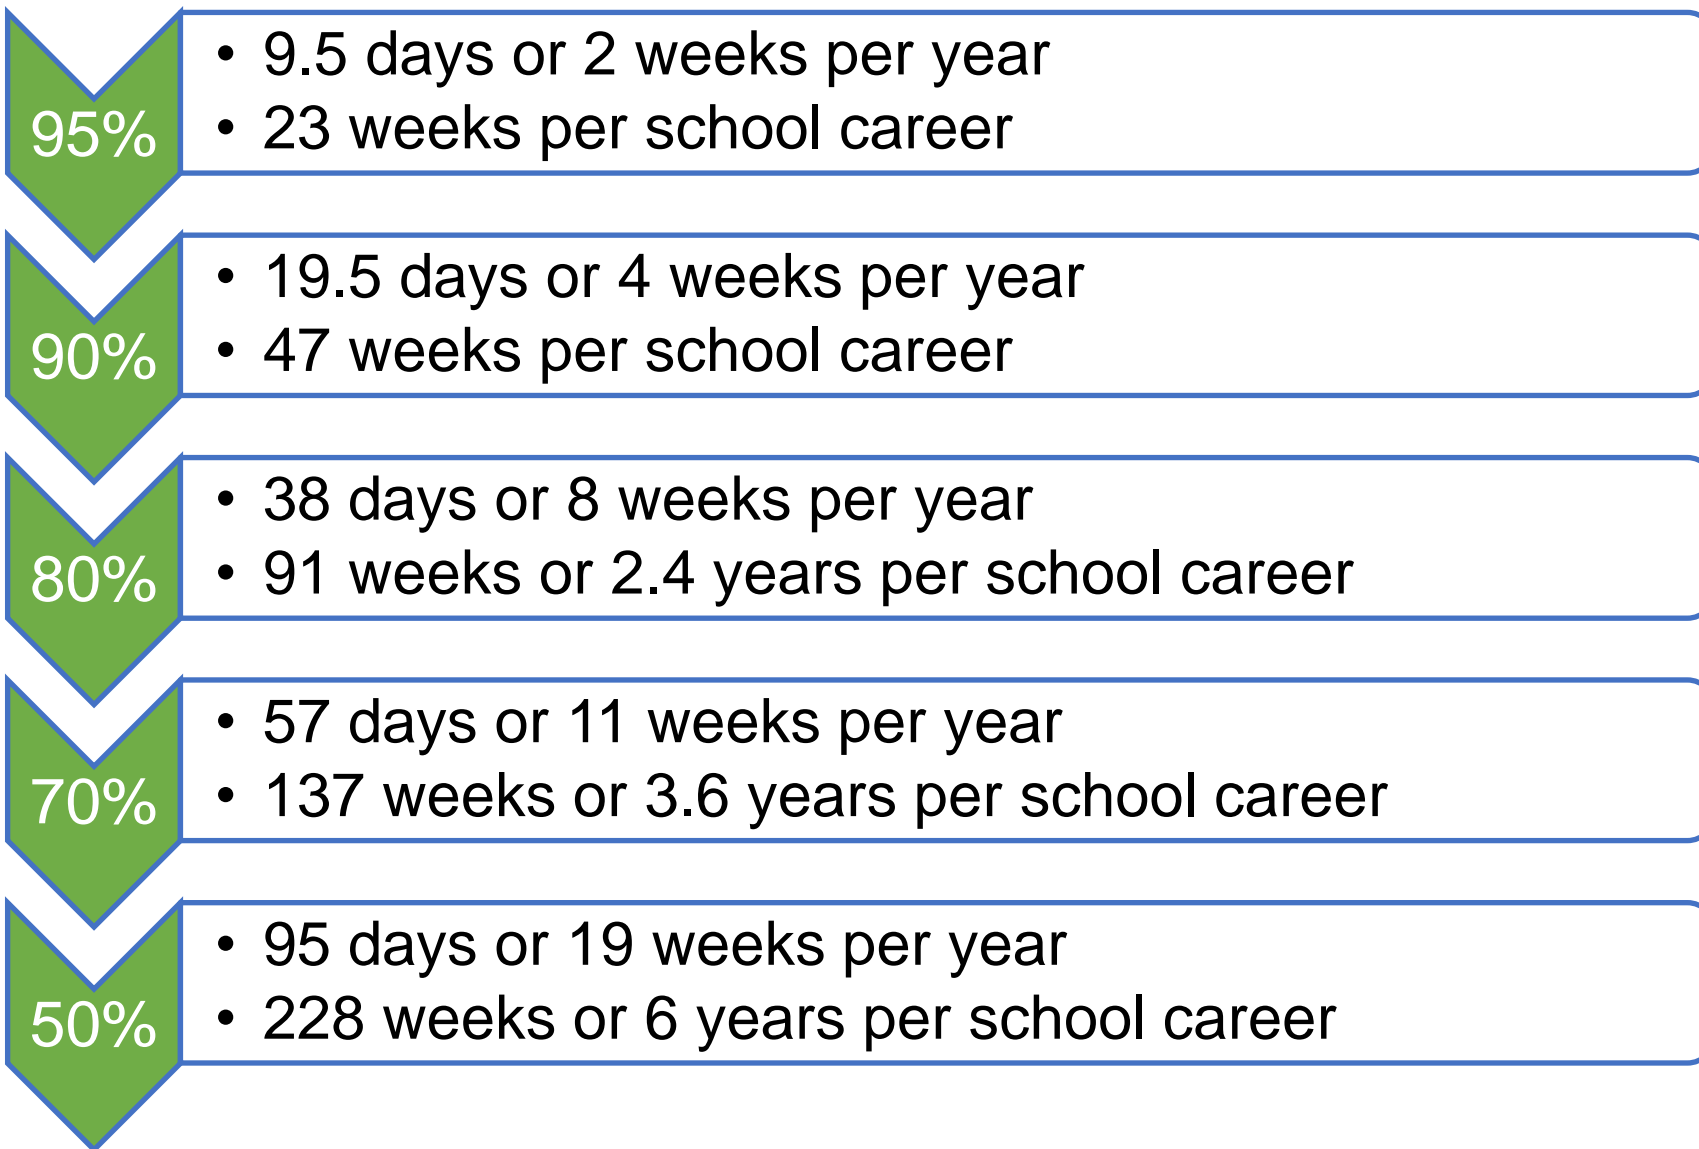 95%
• 9.5 days or 2 weeks per year
• 23 weeks per school career
90%
• 19.5 days or 4 weeks per year
• 47 weeks per school career
80%
• 38 days or 8 weeks per year
• 91 weeks or 2.4 years per school career
70%
• 57 days or 11 weeks per year
• 137 weeks or 3.6 years per school career
50%
• 95 days or 19 weeks per year
• 228 weeks or 6 years per school career